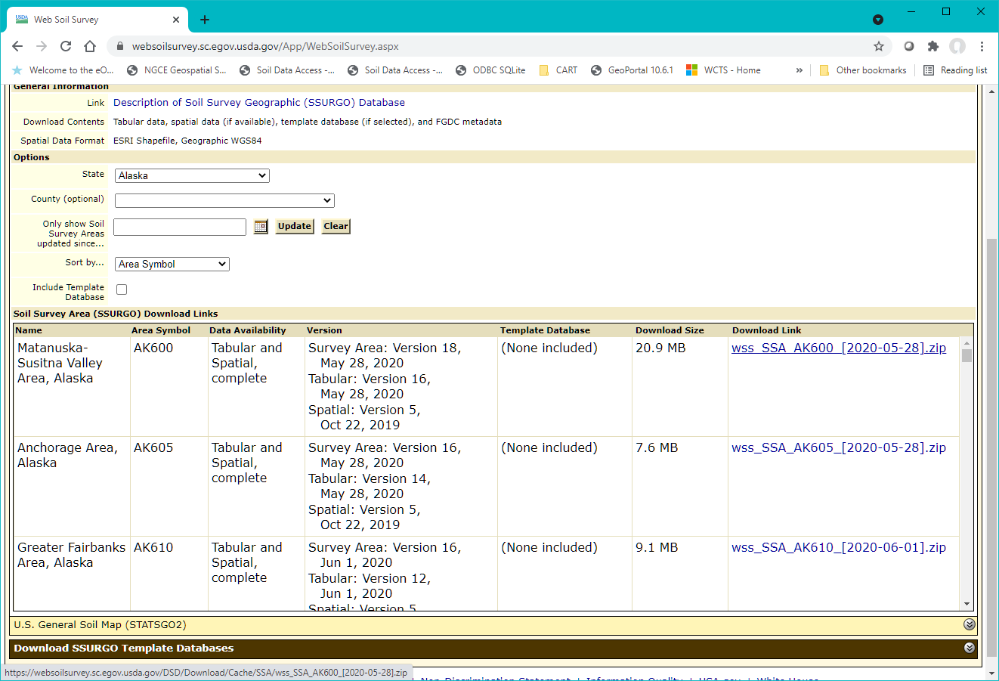 USDA Web Soil Survey
websoilsurvey.sc.egov.usda.gov/App/WebSoilSurvey.aspx
Welcome to the eO... NGCE Geospatial S... Soil Data Access -... Soil Data Access -... ODBC SQLite CART GeoPortal 10.6.1 WCTS - Home » Other bookmarks Reading list
General Information
Link Description of Soil Survey Geographic (SSURGO) Database
Download Contents Tabular data, spatial data (if available), template database (if selected), and FGDC metadata
Spatial Data Format ESRI Shapefile, Geographic WGS84
Options
State Alaska
County (optional)
Only show Soil
Survey Areas
updated since... Update Clear
Sort by... Area Symbol
Include Template
Database
Soil Survey Area (SSURGO) Download Links
Name Area Symbol Data Availability Version Template Database Download Size Download Link
Matanuska- AK600 Tabular and Survey Area: Version 18, (None included) 20.9 MB wss_SSA_AK600_[2020-05-28].zip
Susitna Valley Spatial, May 28, 2020
Area, Alaska complete Tabular: Version 16,
May 28, 2020
Spatial: Version 5,
Oct 22, 2019
Anchorage Area, AK605 Tabular and Survey Area: Version 16, (None included) 7.6 MB wss_SSA_AK605_[2020-05-28].zip
Alaska Spatial, May 28, 2020
complete Tabular: Version 14,
May 28, 2020
Spatial: Version 5,
Oct 22, 2019
Greater Fairbanks AK610 Tabular and Survey Area: Version 16, (None included) 9.1 MB wss_SSA_AK610_[2020-06-01].zip
Area, Alaska Spatial, Jun 1, 2020
complete Tabular: Version 12,
Jun 1, 2020
Spatial: Version 5
U.S. General Soil Map (STATSGO2)
Download SSURGO Template Databases
https://websoilsurvey.sc.egov.usda.gov/DSD/Download/Cache/SSA/wss_SSA_AK600_[2020-05-28].zip
Non-Discrimination Statement | Information Quality | USA.gov | White House